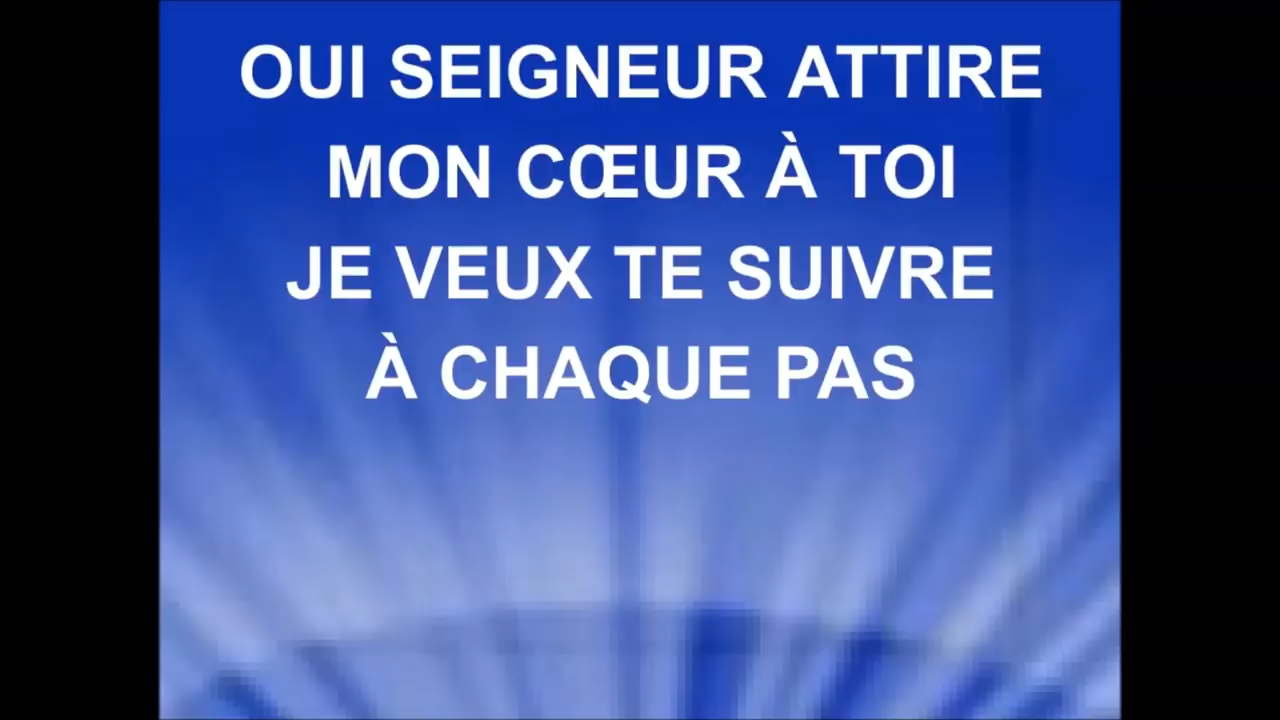 OUI SEIGNEUR ATTIRE
MON CŒUR À TOI
JE VEUX TE SUIVRE
À CHAQUE PAS